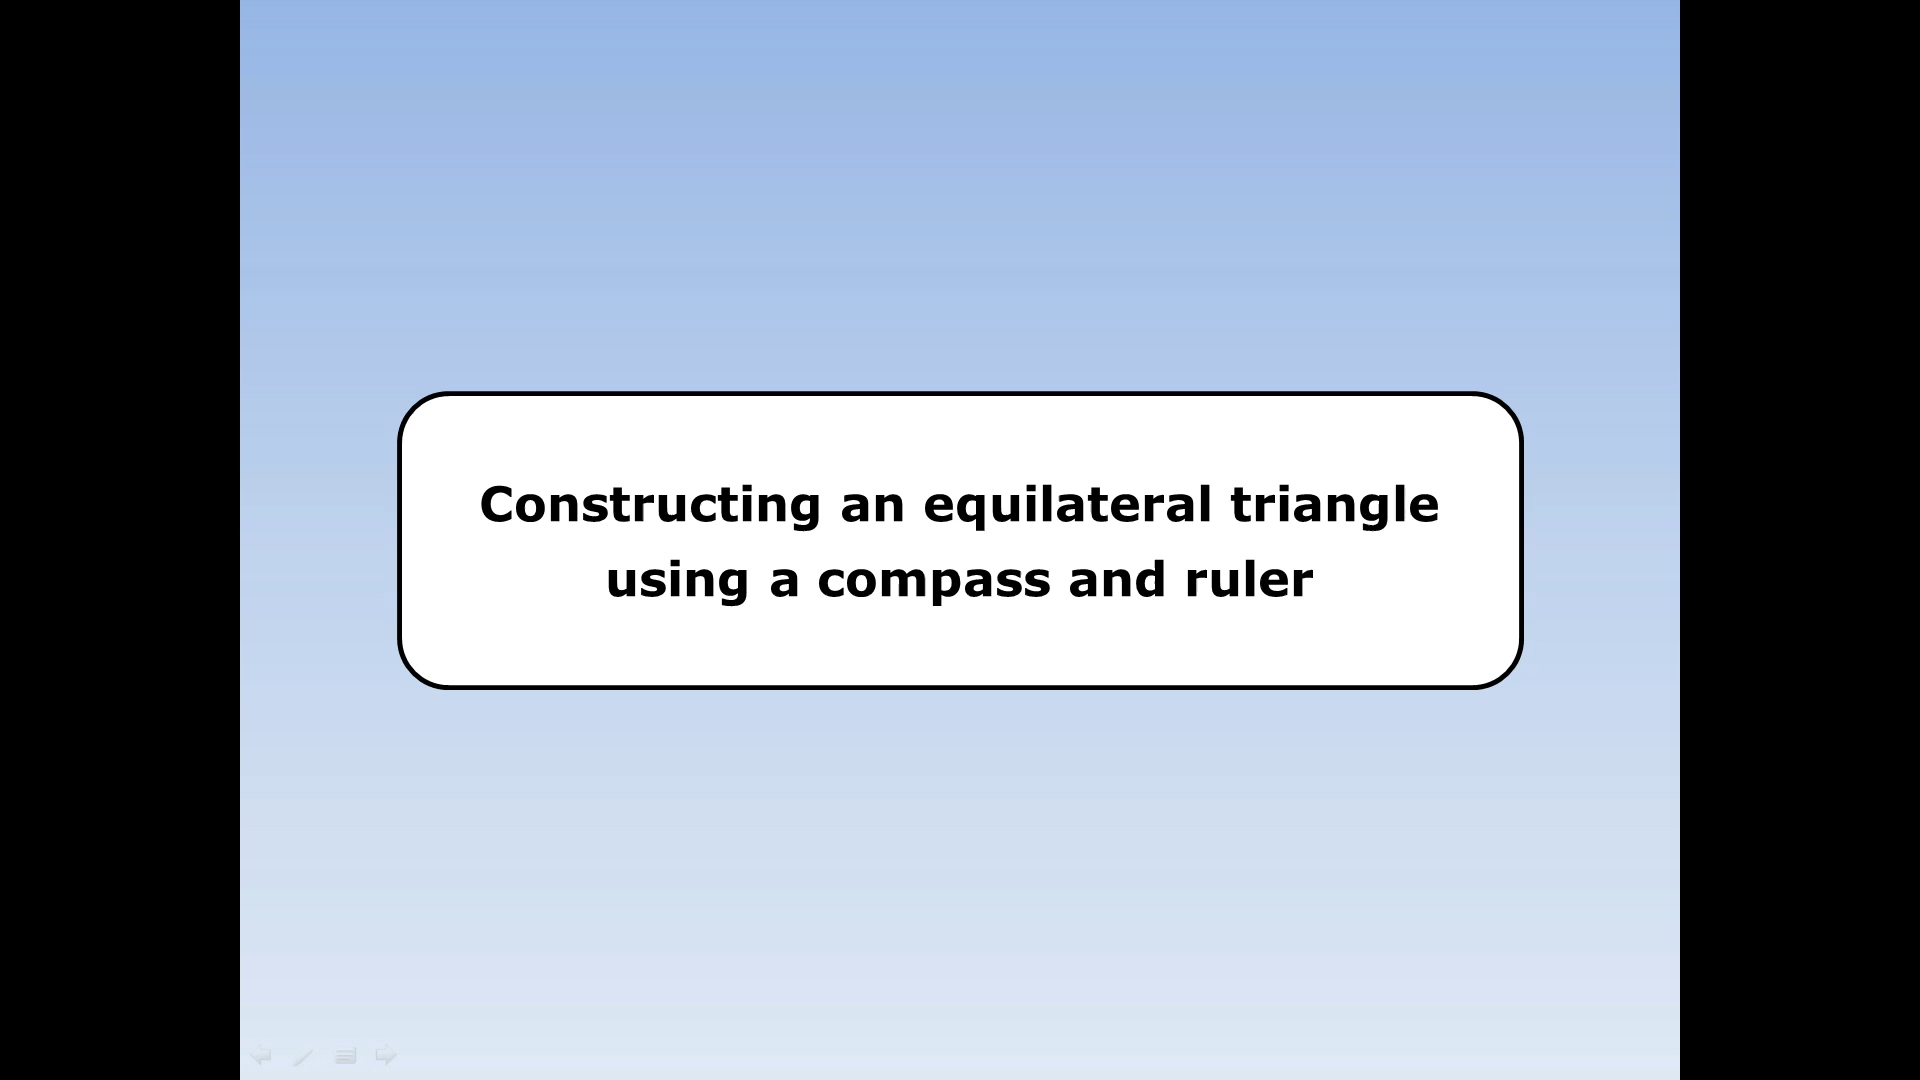 Constructing an equilateral triangle
using a compass and ruler